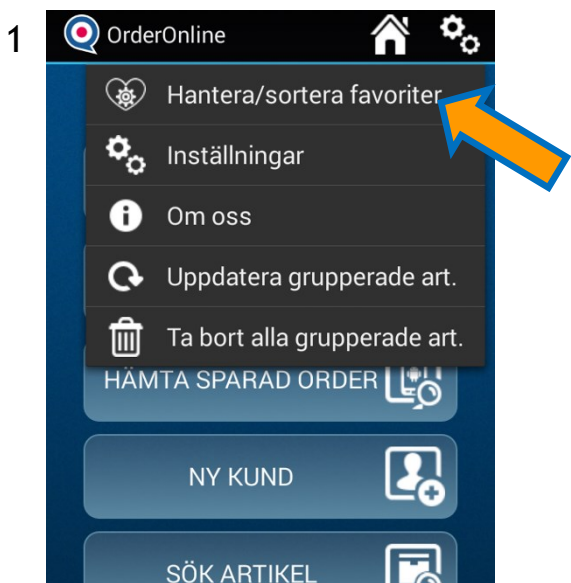 1
OrderOnline
Hantera/sortera favoriter
Inställningar
Om oss
Uppdatera grupperade art.
Ta bort alla grupperade art.
HÄMTA SPARAD ORDER
NY KUND
SÖK ARTIKEL